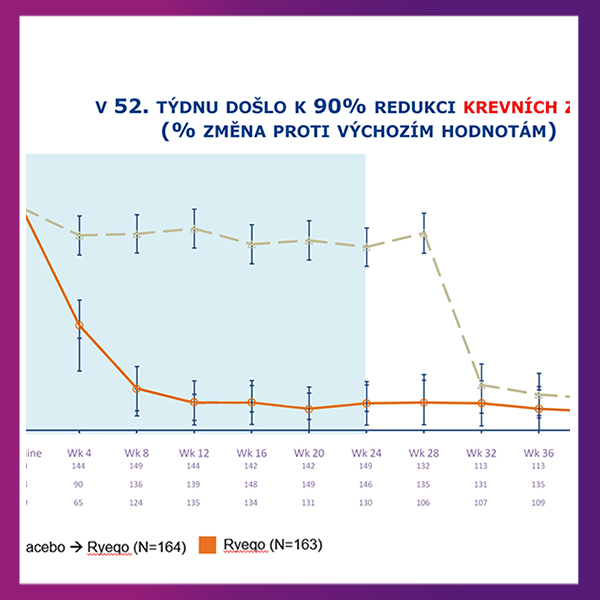 V 52. TÝDNU DOŠLO K 90% REDUKCI KREVNÍCH Z
(% ZMĚNA PROTI VÝCHOZÍM HODNOTÁM)
line Wk 4 Wk 8 Wk 12 Wk 16 Wk 20 Wk 24 Wk 28 Wk 32 Wk 36
144 149 144 142 142 149 132 113 113
90 136 139 148 149 146 135 131 135
65 124 135 134 131 130 106 107 109
acebo → Ryeqo (N=164) Ryeqo (N=163)